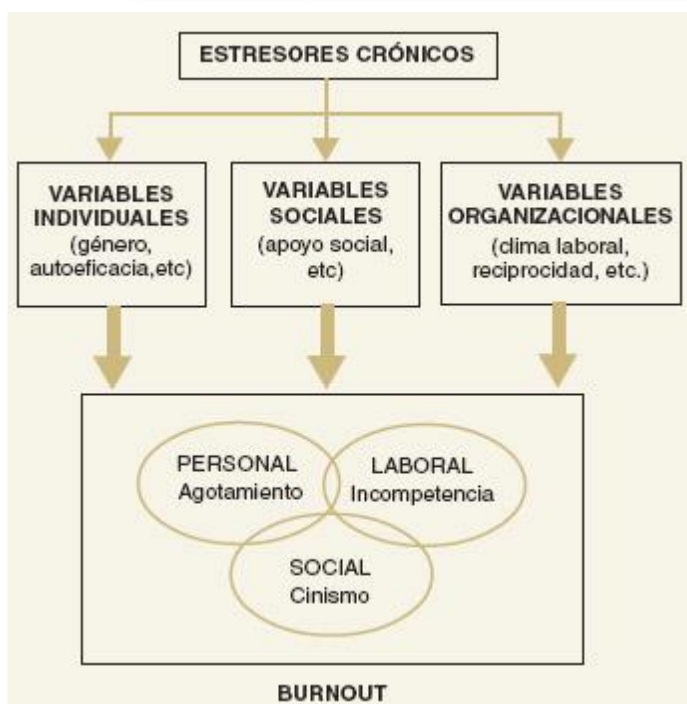 ESTRESORES CRÓNICOS
VARIABLES
INDIVIDUALES
(género,
autoeficacia,etc)
VARIABLES
SOCIALES
(apoyo social,
etc)
VARIABLES
ORGANIZACIONALES
(clima laboral,
reciprocidad, etc.)
PERSONAL
Agotamiento
LABORAL
Incompetencia
SOCIAL
Cinismo
BURNOUT